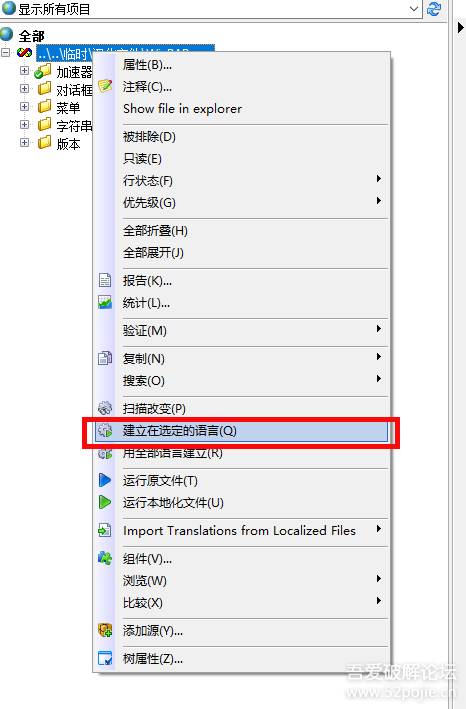 显示所有项目
全部
..\..\临时\汉化文件\WinRAR
加速器
对话框
菜单
字符串
版本
属性(B)...
注释(C)...
Show file in explorer
被排除(D)
只读(E)
行状态(F)
优先级(G)
全部折叠(H)
全部展开(J)
报告(K)...
统计(L)...
验证(M)
复制(N)
搜索(O)
扫描改变(P)
建立在选定的语言(Q)
用全部语言建立(R)
运行原文件(T)
运行本地化文件(U)
Import Translations from Localized Files
组件(V)...
浏览(W)
比较(X)
添加源(Y)...
树属性(Z)...
吾爱破解论坛
www.52pojie.cn